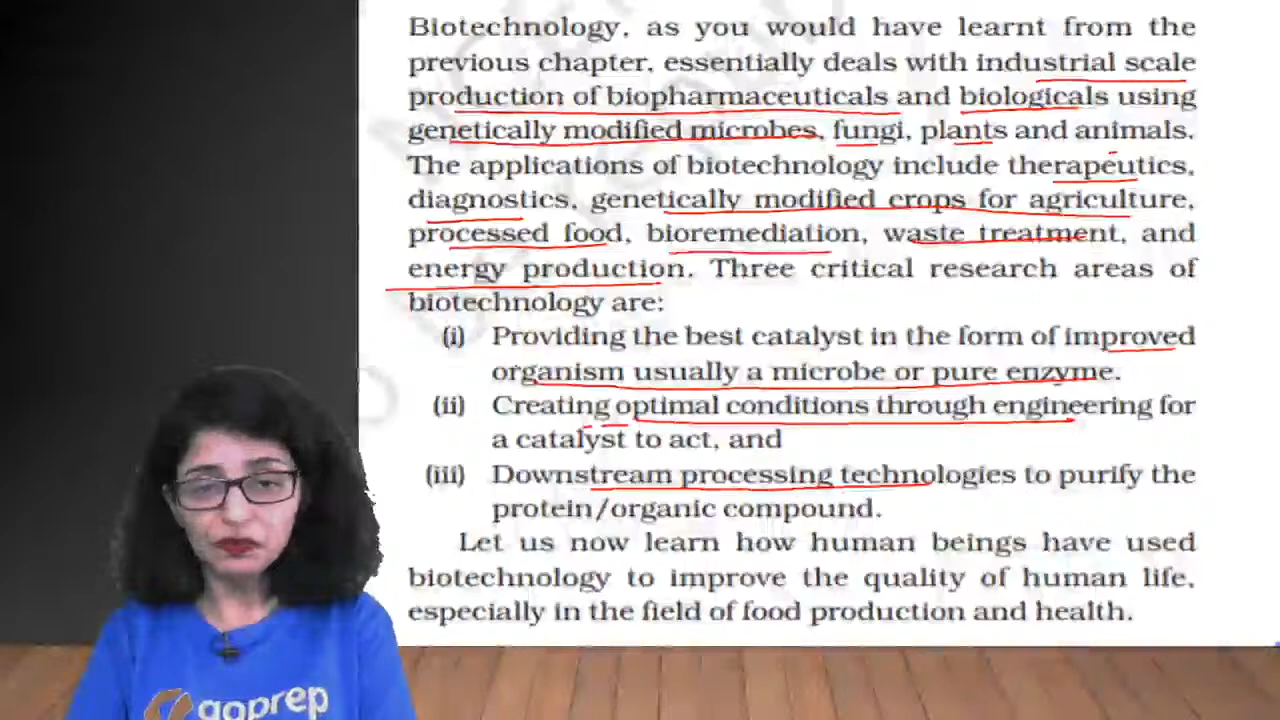 Biotechnology, as you would have learnt from the
previous chapter, essentially deals with industrial scale
production of biopharmaceuticals and biologicals using
genetically modified microbes, fungi, plants and animals.
The applications of biotechnology include therapeutics,
diagnostics, genetically modified crops for agriculture,
processed food, bioremediation, waste treatment, and
energy production. Three critical research areas of
biotechnology are:
(i) Providing the best catalyst in the form of improved
organism usually a microbe or pure enzyme.
(ii) Creating optimal conditions through engineering for
a catalyst to act, and
(iii) Downstream processing technologies to purify the
protein/organic compound.
Let us now learn how human beings have used
biotechnology to improve the quality of human life,
especially in the field of food production and health.
goprep